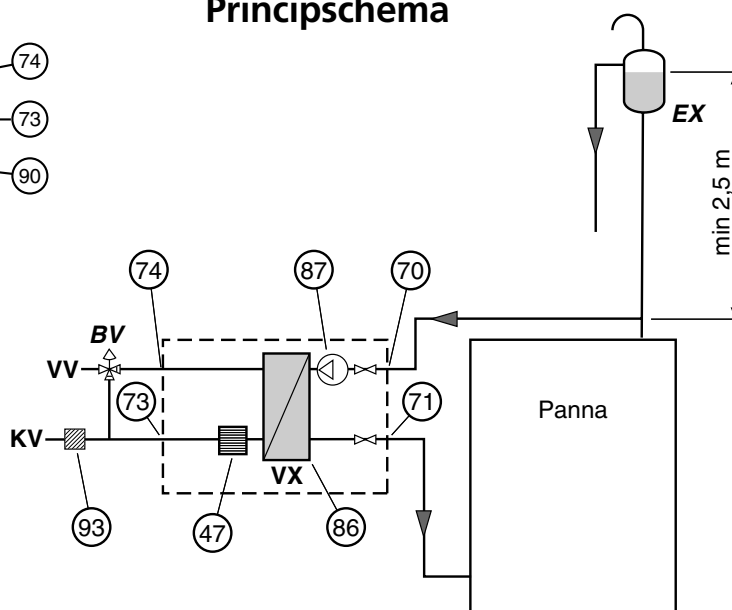 Principschema
74
73
90
EX
min 2,5 m
74
87
70
BV
VV
73
71
Panna
KV
VX
93
47
86